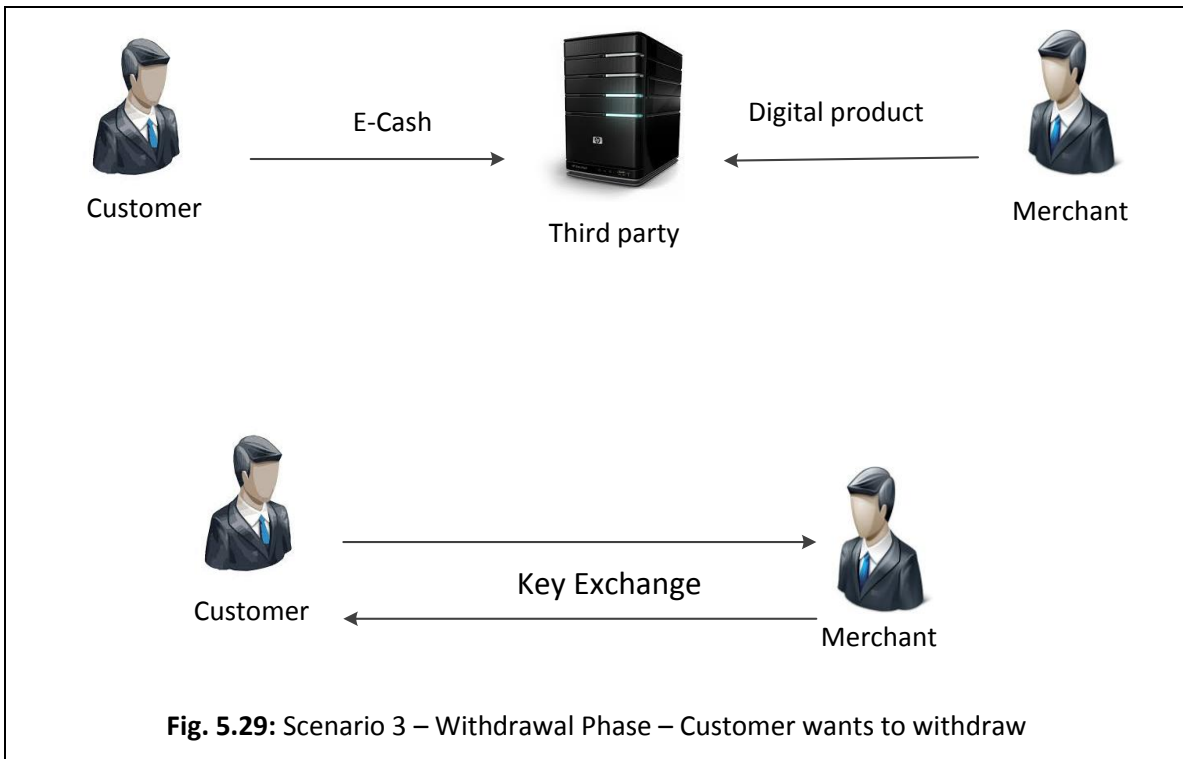 E-Cash
Digital product
Customer
Merchant
Third party
Key Exchange
Customer
Merchant
Fig. 5.29: Scenario 3 – Withdrawal Phase – Customer wants to withdraw